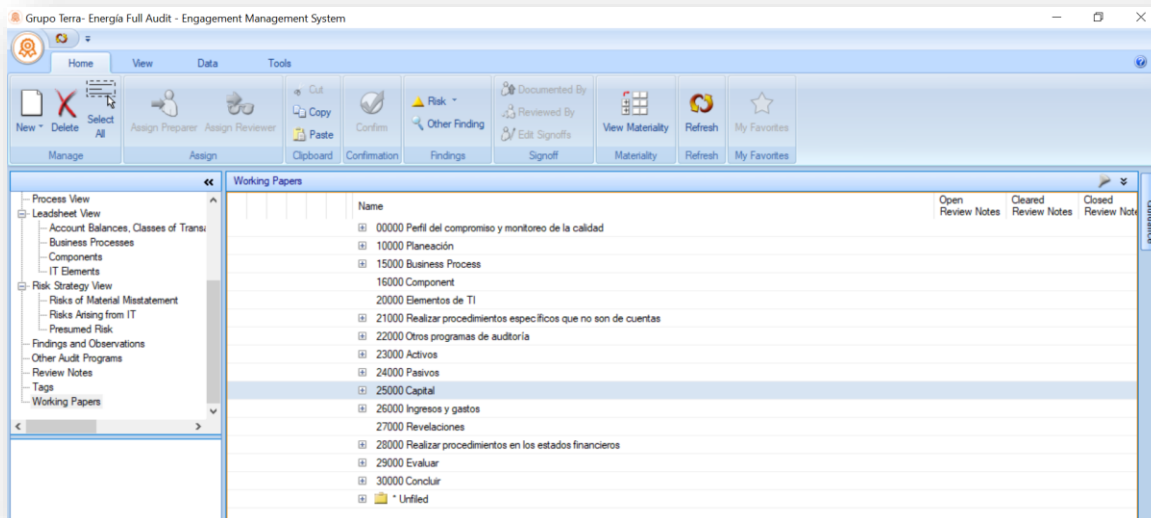 Grupo Terra- Energía Full Audit - Engagement Management System
Home View Data Tools
New Delete Select All
Assign Preparer Assign Reviewer
Cut
Copy
Paste
Confirm
Risk
Other Finding
Documented By
Reviewed By
Edit Signoffs
View Materiality
Refresh
My Favorites
Manage Assign Clipboard Confirmation Findings Signoff Materiality Refresh My Favorites
Process View
Leadsheet View
Account Balances, Classes of Transa
Business Processes
Components
IT Elements
Risk Strategy View
Risks of Material Misstatement
Risks Arising from IT
Presumed Risk
Findings and Observations
Other Audit Programs
Review Notes
Tags
Working Papers
Working Papers
Name
Open Review Notes
Cleared Review Notes
Closed Review Note
00000 Perfil del compromiso y monitoreo de la calidad
10000 Planeación
15000 Business Process
16000 Component
20000 Elementos de TI
21000 Realizar procedimientos específicos que no son de cuentas
22000 Otros programas de auditoría
23000 Activos
24000 Pasivos
25000 Capital
26000 Ingresos y gastos
27000 Revelaciones
28000 Realizar procedimientos en los estados financieros
29000 Evaluar
30000 Concluir
* Unfiled